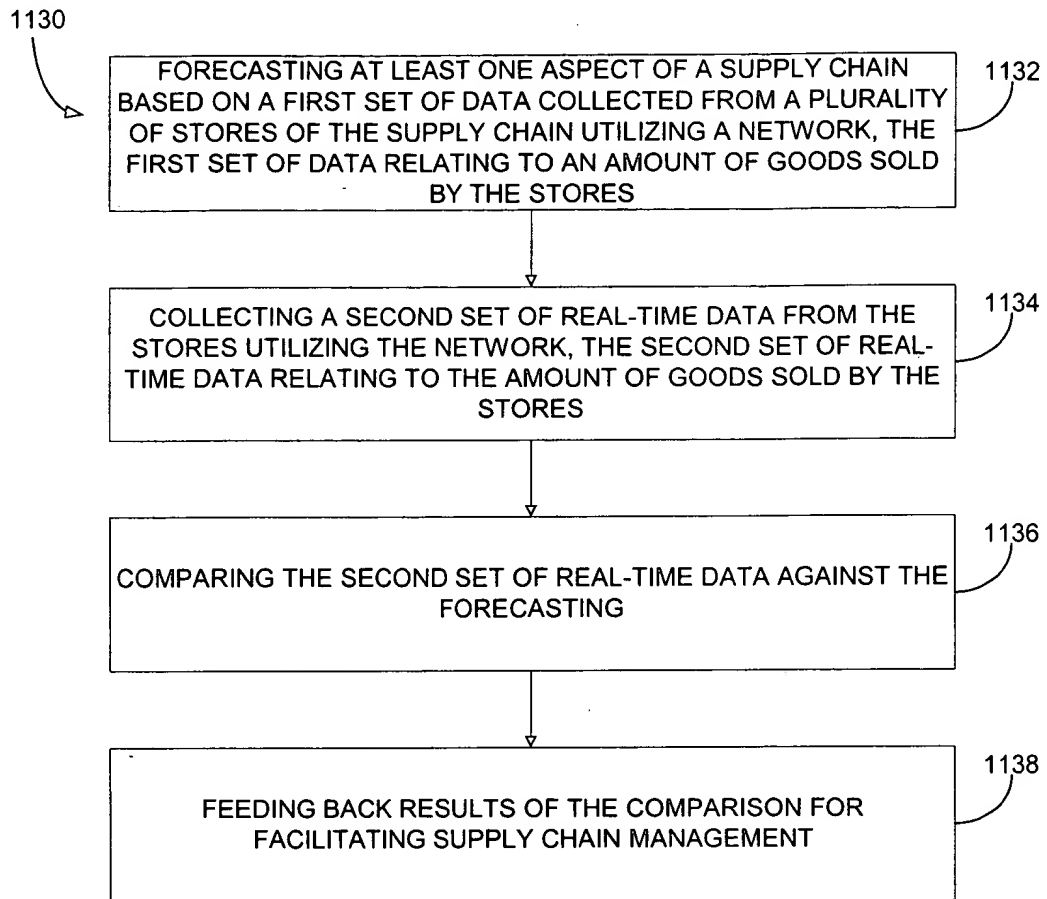 1130
FORECASTING AT LEAST ONE ASPECT OF A SUPPLY CHAIN
BASED ON A FIRST SET OF DATA COLLECTED FROM A PLURALITY
OF STORES OF THE SUPPLY CHAIN UTILIZING A NETWORK, THE
FIRST SET OF DATA RELATING TO AN AMOUNT OF GOODS SOLD
BY THE STORES
1132
COLLECTING A SECOND SET OF REAL-TIME DATA FROM THE
STORES UTILIZING THE NETWORK, THE SECOND SET OF REAL-
TIME DATA RELATING TO THE AMOUNT OF GOODS SOLD BY THE
STORES
1134
COMPARING THE SECOND SET OF REAL-TIME DATA AGAINST THE
FORECASTING
1136
FEEDING BACK RESULTS OF THE COMPARISON FOR
FACILITATING SUPPLY CHAIN MANAGEMENT
1138